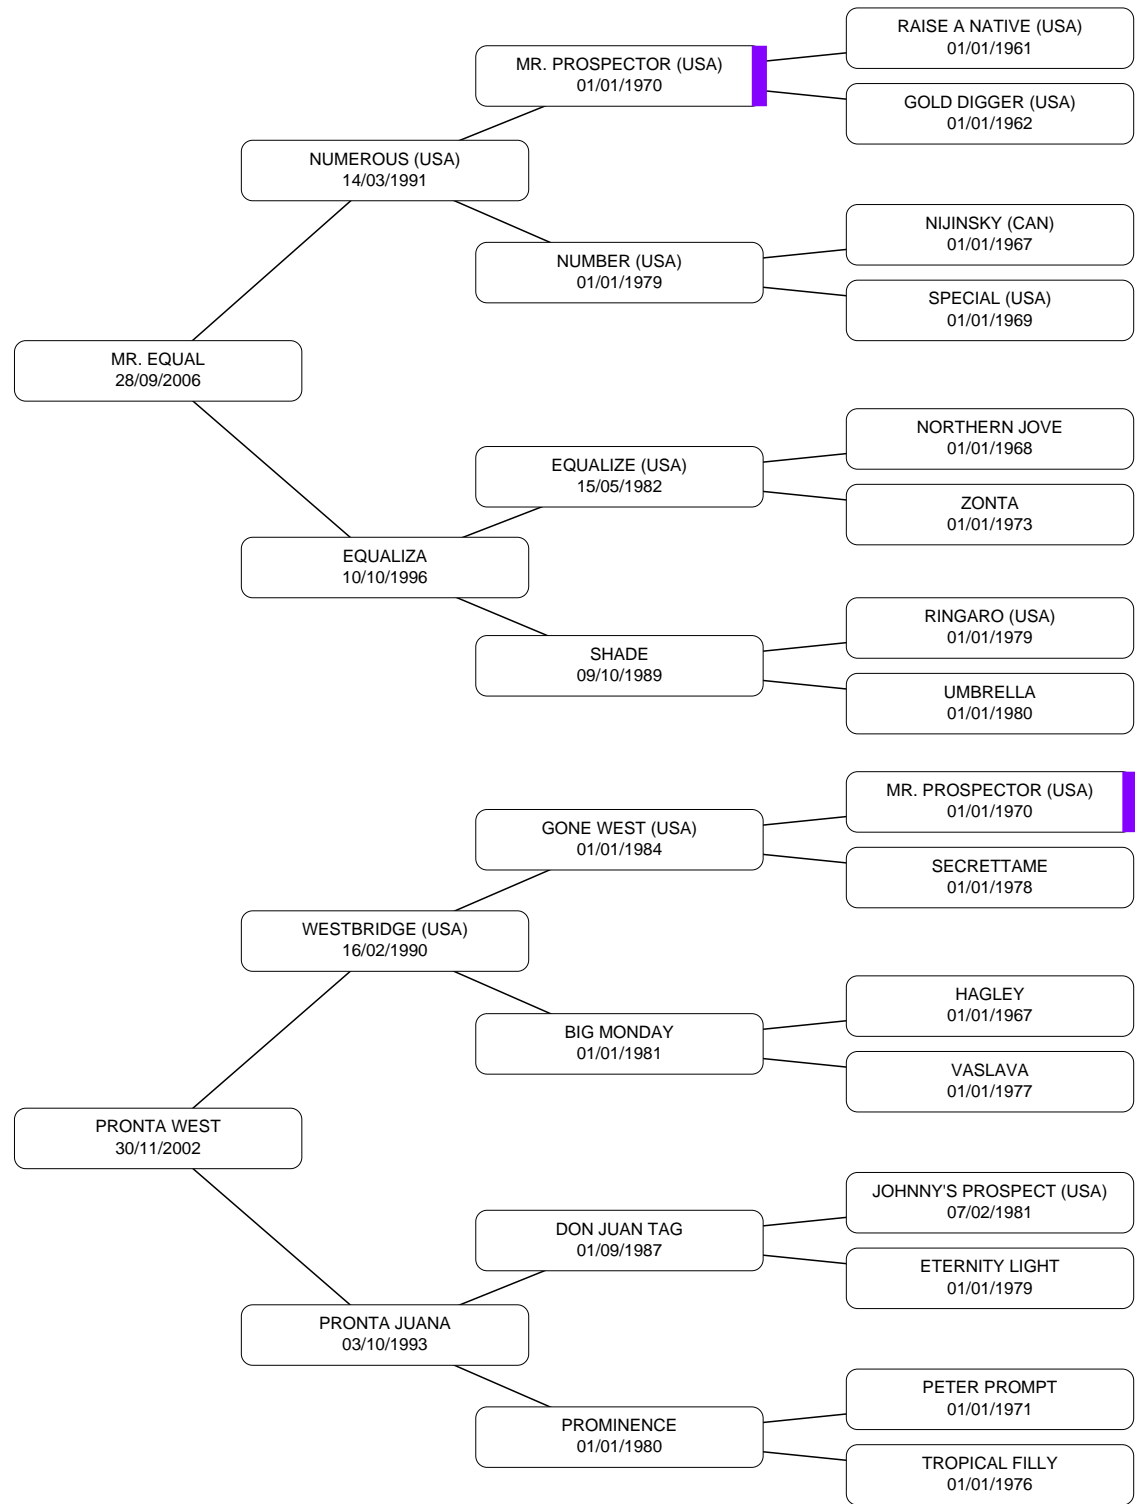 RAISE A NATIVE (USA)
01/01/1961
MR. PROSPECTOR (USA)
01/01/1970
GOLD DIGGER (USA)
01/01/1962
NUMEROUS (USA)
14/03/1991
NIJINSKY (CAN)
01/01/1967
NUMBER (USA)
01/01/1979
SPECIAL (USA)
01/01/1969
MR. EQUAL
28/09/2006
NORTHERN JOVE
01/01/1968
EQUALIZE (USA)
15/05/1982
ZONTA
01/01/1973
EQUALIZA
10/10/1996
RINGARO (USA)
01/01/1979
SHADE
09/10/1989
UMBRELLA
01/01/1980
MR. PROSPECTOR (USA)
01/01/1970
GONE WEST (USA)
01/01/1984
SECRETTAME
01/01/1978
WESTBRIDGE (USA)
16/02/1990
HAGLEY
01/01/1967
BIG MONDAY
01/01/1981
VASLAVA
01/01/1977
PRONTA WEST
30/11/2002
JOHNNY'S PROSPECT (USA)
07/02/1981
DON JUAN TAG
01/09/1987
ETERNITY LIGHT
01/01/1979
PRONTA JUANA
03/10/1993
PETER PROMPT
01/01/1971
PROMINENCE
01/01/1980
TROPICAL FILLY
01/01/1976